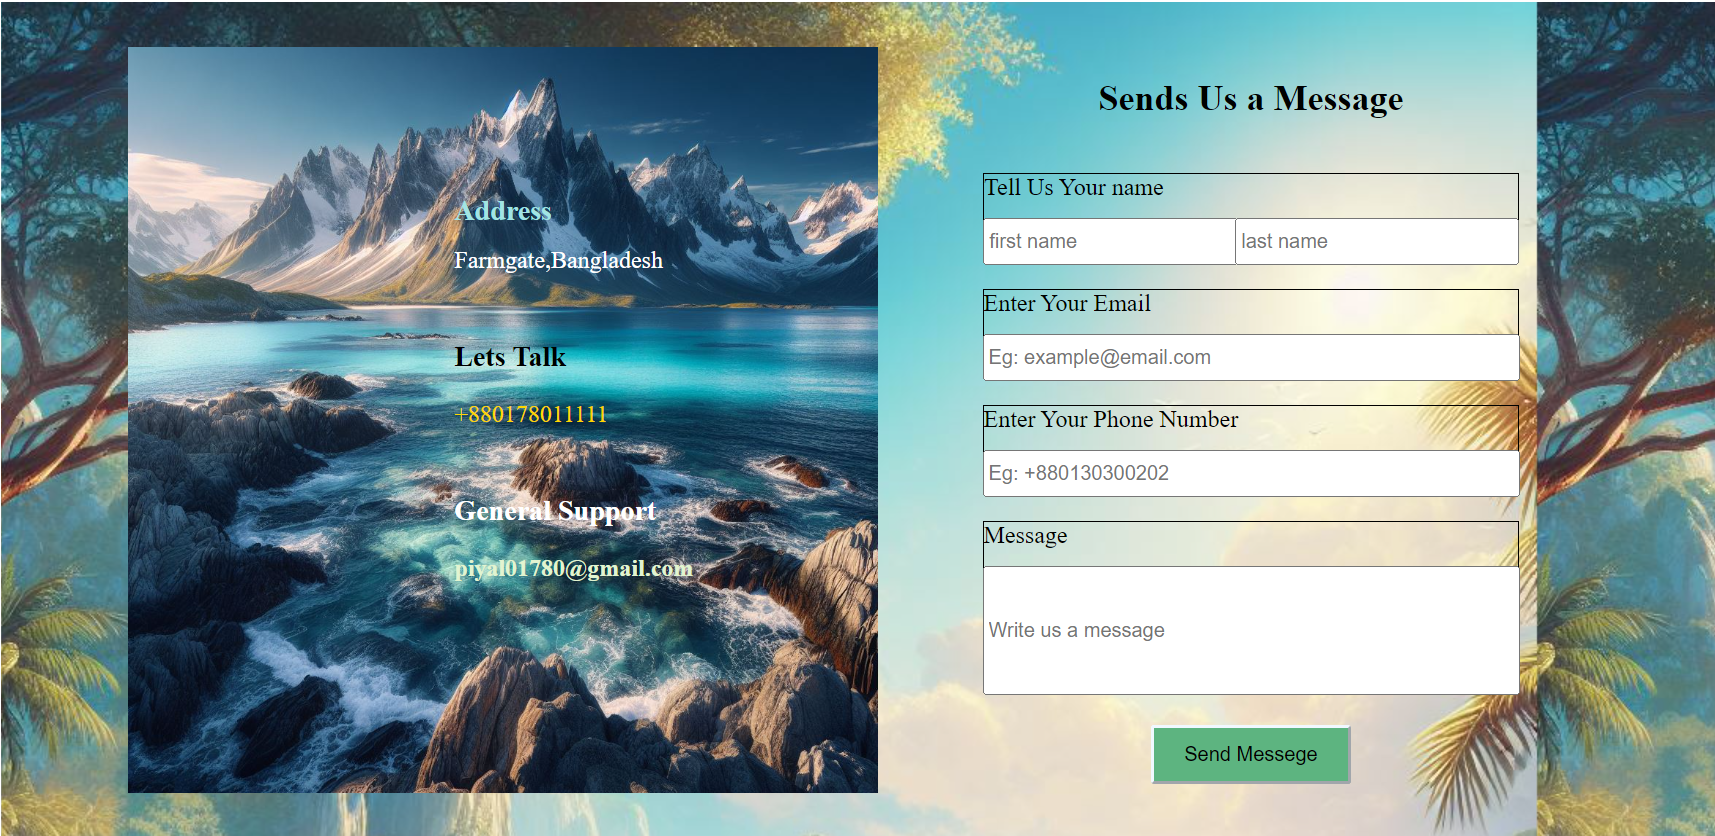 Address
Farmgate,Bangladesh
Lets Talk
+880178011111
General Support
piyal01780@gmail.com
Sends Us a Message
Tell Us Your name
first name
last name
Enter Your Email
Eg: example@email.com
Enter Your Phone Number
Eg: +880130300202
Message
Write us a message
Send Messege